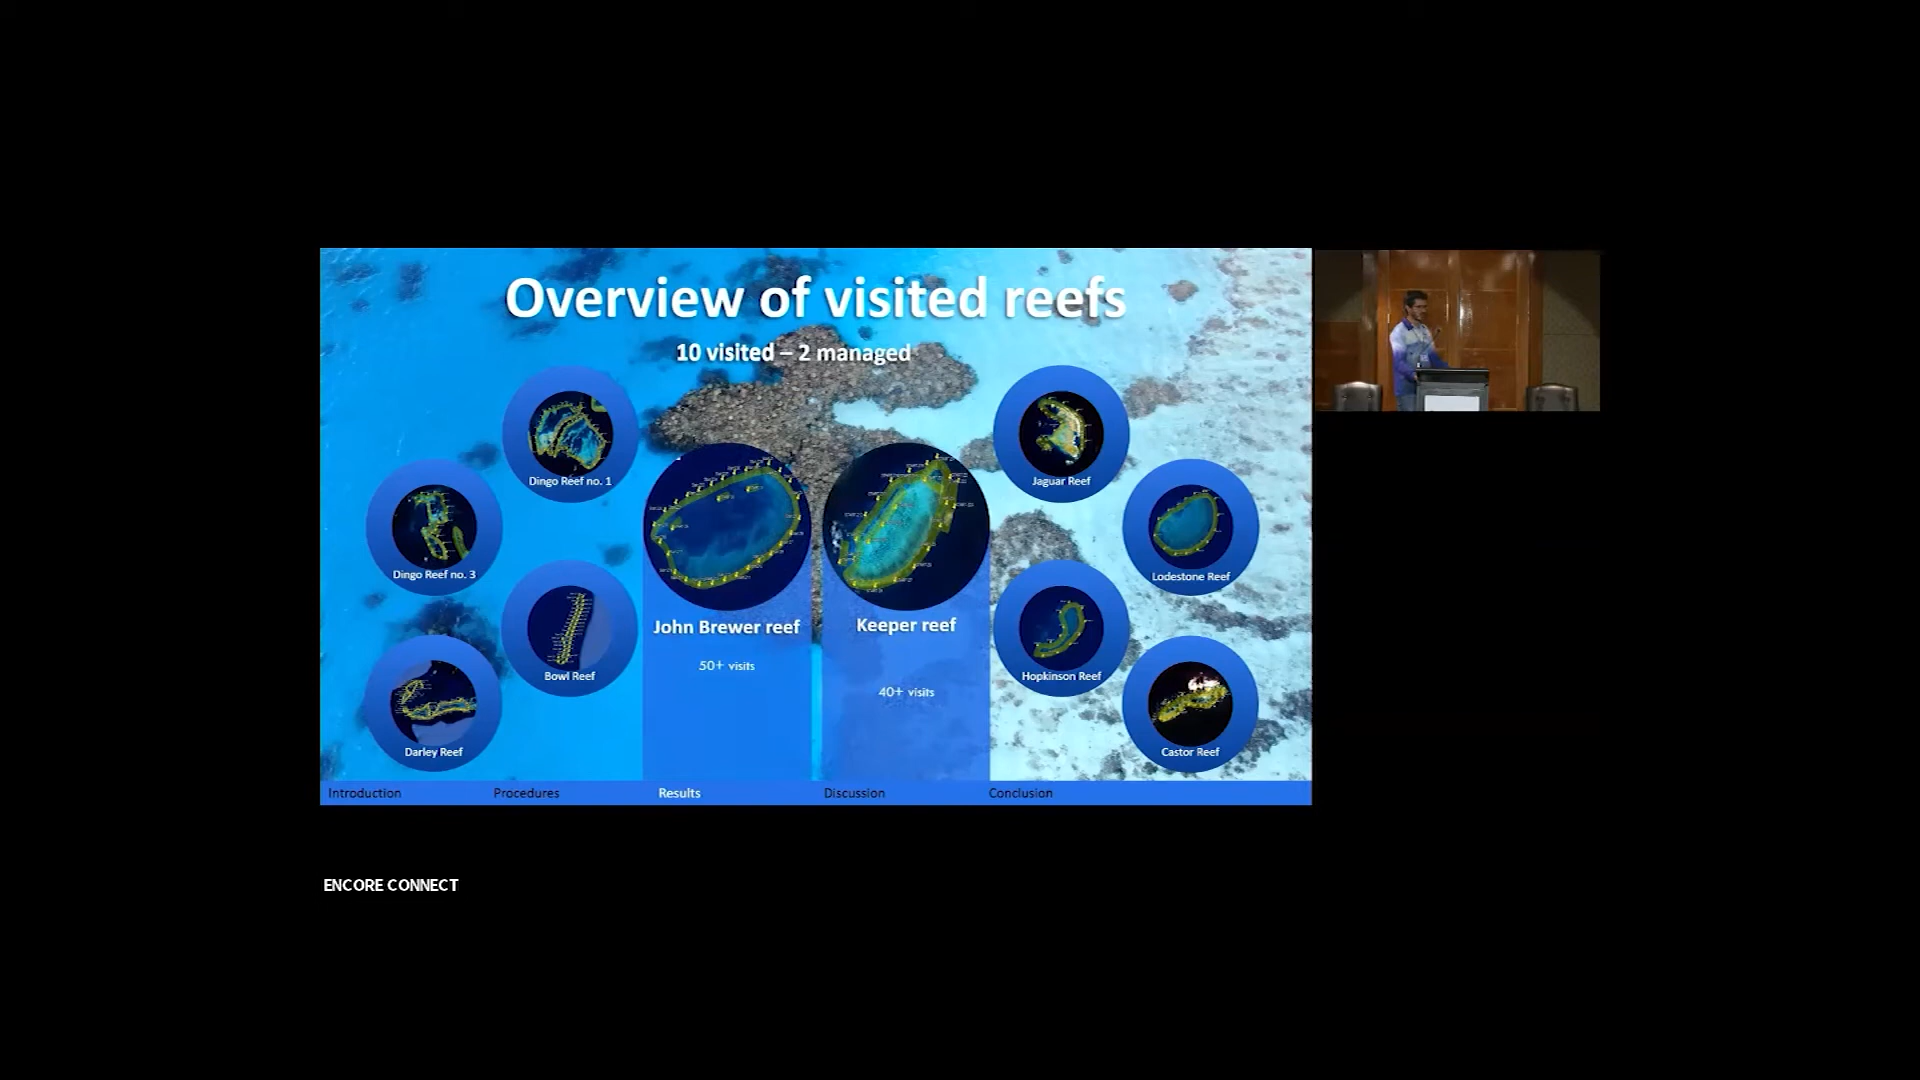 Overview of visited reefs
10 visited – 2 managed
Dingo Reef no. 1
Jaguar Reef
Dingo Reef no. 3
Lodestone Reef
John Brewer reef
Keeper reef
50+ visits
40+ visits
Bowl Reef
Hopkinson Reef
Darley Reef
Castor Reef
Introduction
Procedures
Results
Discussion
Conclusion
ENCORE CONNECT